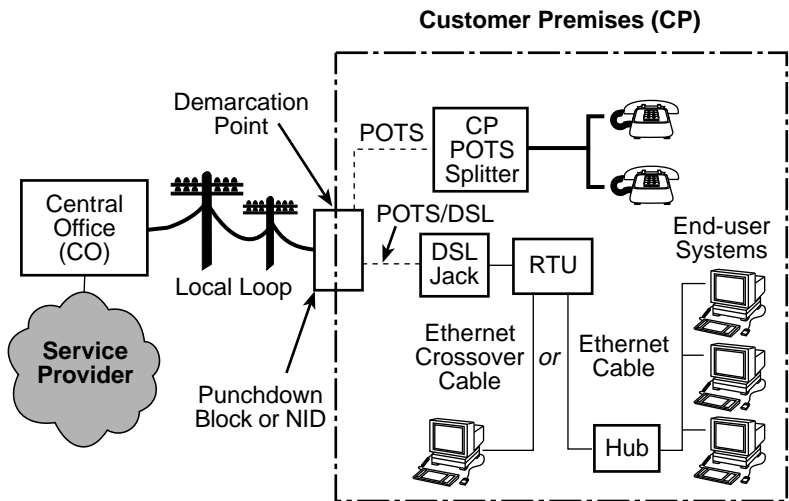 Customer Premises (CP)
Demarcation
Point
POTS
CP
POTS
Splitter
Central
Office
(CO)
POTS/DSL
End-user
Systems
DSL
Jack
RTU
Local Loop
Service
Provider
Ethernet
Crossover
Cable
or
Ethernet
Cable
Punchdown
Block or NID
Hub